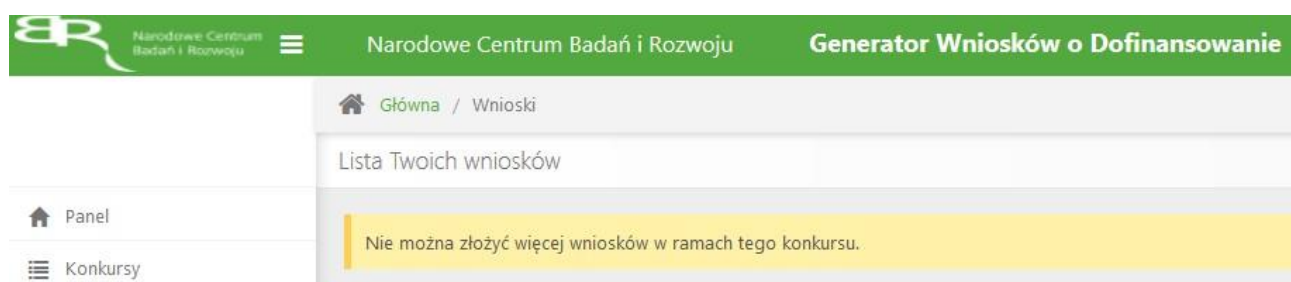 BR
Narodowe Centrum
Badań i Rozwoju
Narodowe Centrum Badań i Rozwoju
Generator Wniosków o Dofinansowanie
Główna / Wnioski
Lista Twoich wniosków
Panel
Nie można złożyć więcej wniosków w ramach tego konkursu.
Konkursy